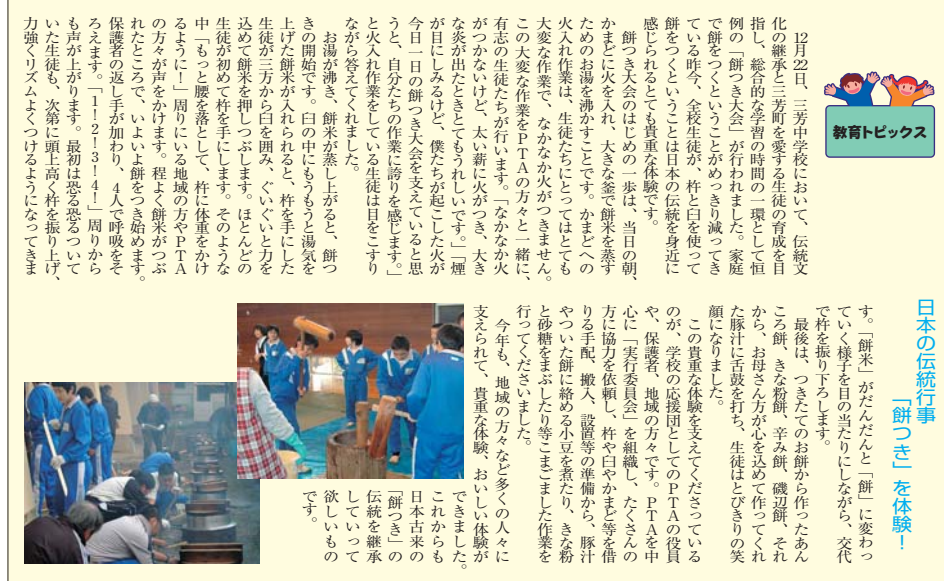 教育トピックス
日本の伝統行事
「餅つき」を体験！
12月22日、三芳中学校において、伝統文
化の継承と三芳町を愛する生徒の育成を目
指し、総合的な学習の時間の一環として恒
例の「餅つき大会」が行われました。家庭
で餅をつくということがめっきり減ってき
ている昨今、全校生徒が、杵と臼を使って
餅をつくということは日本の伝統を身近に
感じられるとても貴重な体験です。
餅つき大会のはじめの一歩は、当日の朝、
かまどに火を入れ、大きな釜で餅米を蒸す
ためのお湯を沸かすことです。かまどへの
火入れ作業は、生徒たちにとってはとても
大変な作業で、なかなか火がつきません。
この大変な作業をPTAの方々と一緒に、
有志の生徒たちが行います。「なかなか火
がつかないけど、太い薪に火がつき、大き
な炎が出たときとてもうれしいです。」「煙
が目にしみるけど、僕たちが起こした火が
今日一日の餅つき大会を支えていると思
うと、自分たちの作業に誇りを感じます。」
と火入れ作業をしている生徒は目をこすり
ながら答えてくれました。
お湯が沸き、餅米が蒸し上がると、餅つ
きの開始です。臼の中にもうもうと湯気を
上げた餅米が入れられると、杵を手にした
生徒が三方から臼を囲み、ぐいぐいと力を
込めて餅米を押しつぶします。ほとんどの
生徒が初めて杵を手にします。そのような
中「もっと腰を落として、杵に体重をかけ
るように！」周りにいる地域の方やPTA
の方々が声をかけます。程よく餅米がつぶ
れたところで、いよいよ餅をつき始めます。
保護者の返し手が加わり、4人で呼吸をそ
ろえます。「1！2！3！4！」周りから
も声が上がります。最初は恐る恐るついて
いた生徒も、次第に頭上高く杵を振り上げ、
力強くリズムよくつけるようになってきま
す。「餅米」がだんだんと「餅」に変わっ
ていく様子を目の当たりにしながら、交代
で杵を振り下ろします。
最後は、つきたてのお餅から作ったあん
ころ餅、きな粉餅、辛み餅、磯辺餅、それ
から、お母さん方が心を込めて作ってくれ
た豚汁に舌鼓を打ち、生徒はとびきりの笑
顔になりました。
この貴重な体験を支えてくださっている
のが、学校の応援団としてのPTAの役員
や、保護者、地域の方々です。PTAを中
心に「実行委員会」を組織し、たくさんの
方に協力を依頼し、杵や臼やかまど等を借
りる手配、搬入、設置等の準備から、豚汁
やついた餅に絡める小豆を煮たり、きな粉
と砂糖をまぶしたり等こまごました作業を
行ってくださいました。
今年も、地域の方々など多くの人々に
支えられて、貴重な体験、おいしい体験が
できました。
これからも
日本古来の
「餅つき」の
伝統を継承
していって
欲しいもの
です。